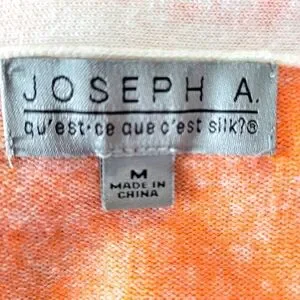 JOSEPH A.
qu'est·ce que c'est silk?®
M
MADE IN
CHINA